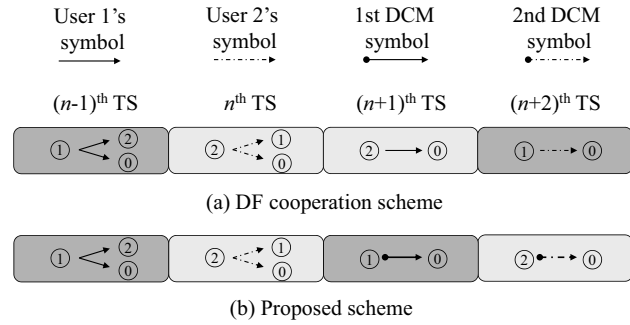 User 1's symbol User 2's symbol 1st DCM symbol 2nd DCM symbol
(n-1)th TS nth TS (n+1)th TS (n+2)th TS
1 2 0 2 1 0 2 0 1 0
(a) DF cooperation scheme
1 2 0 2 1 0 1 0 2 0
(b) Proposed scheme